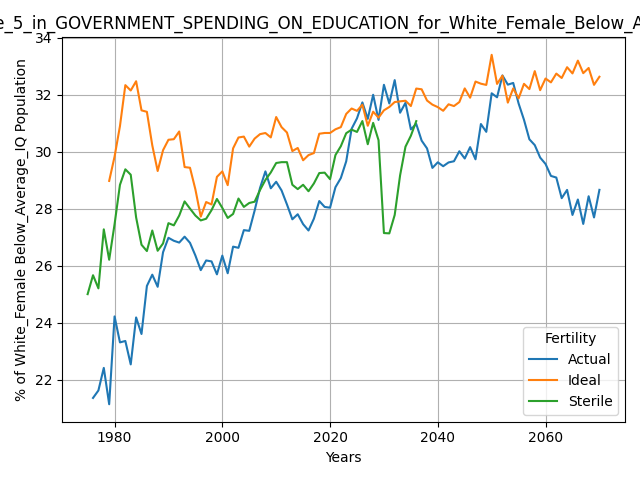 e_5_in_GOVERNMENT_SPENDING_ON_EDUCATION_for_White_Female_Below_A
% of White_Female Below_Average_IQ Population
34
32
30
28
26
24
22
1980
2000
2020
2040
2060
Years
Fertility
Actual
Ideal
Sterile